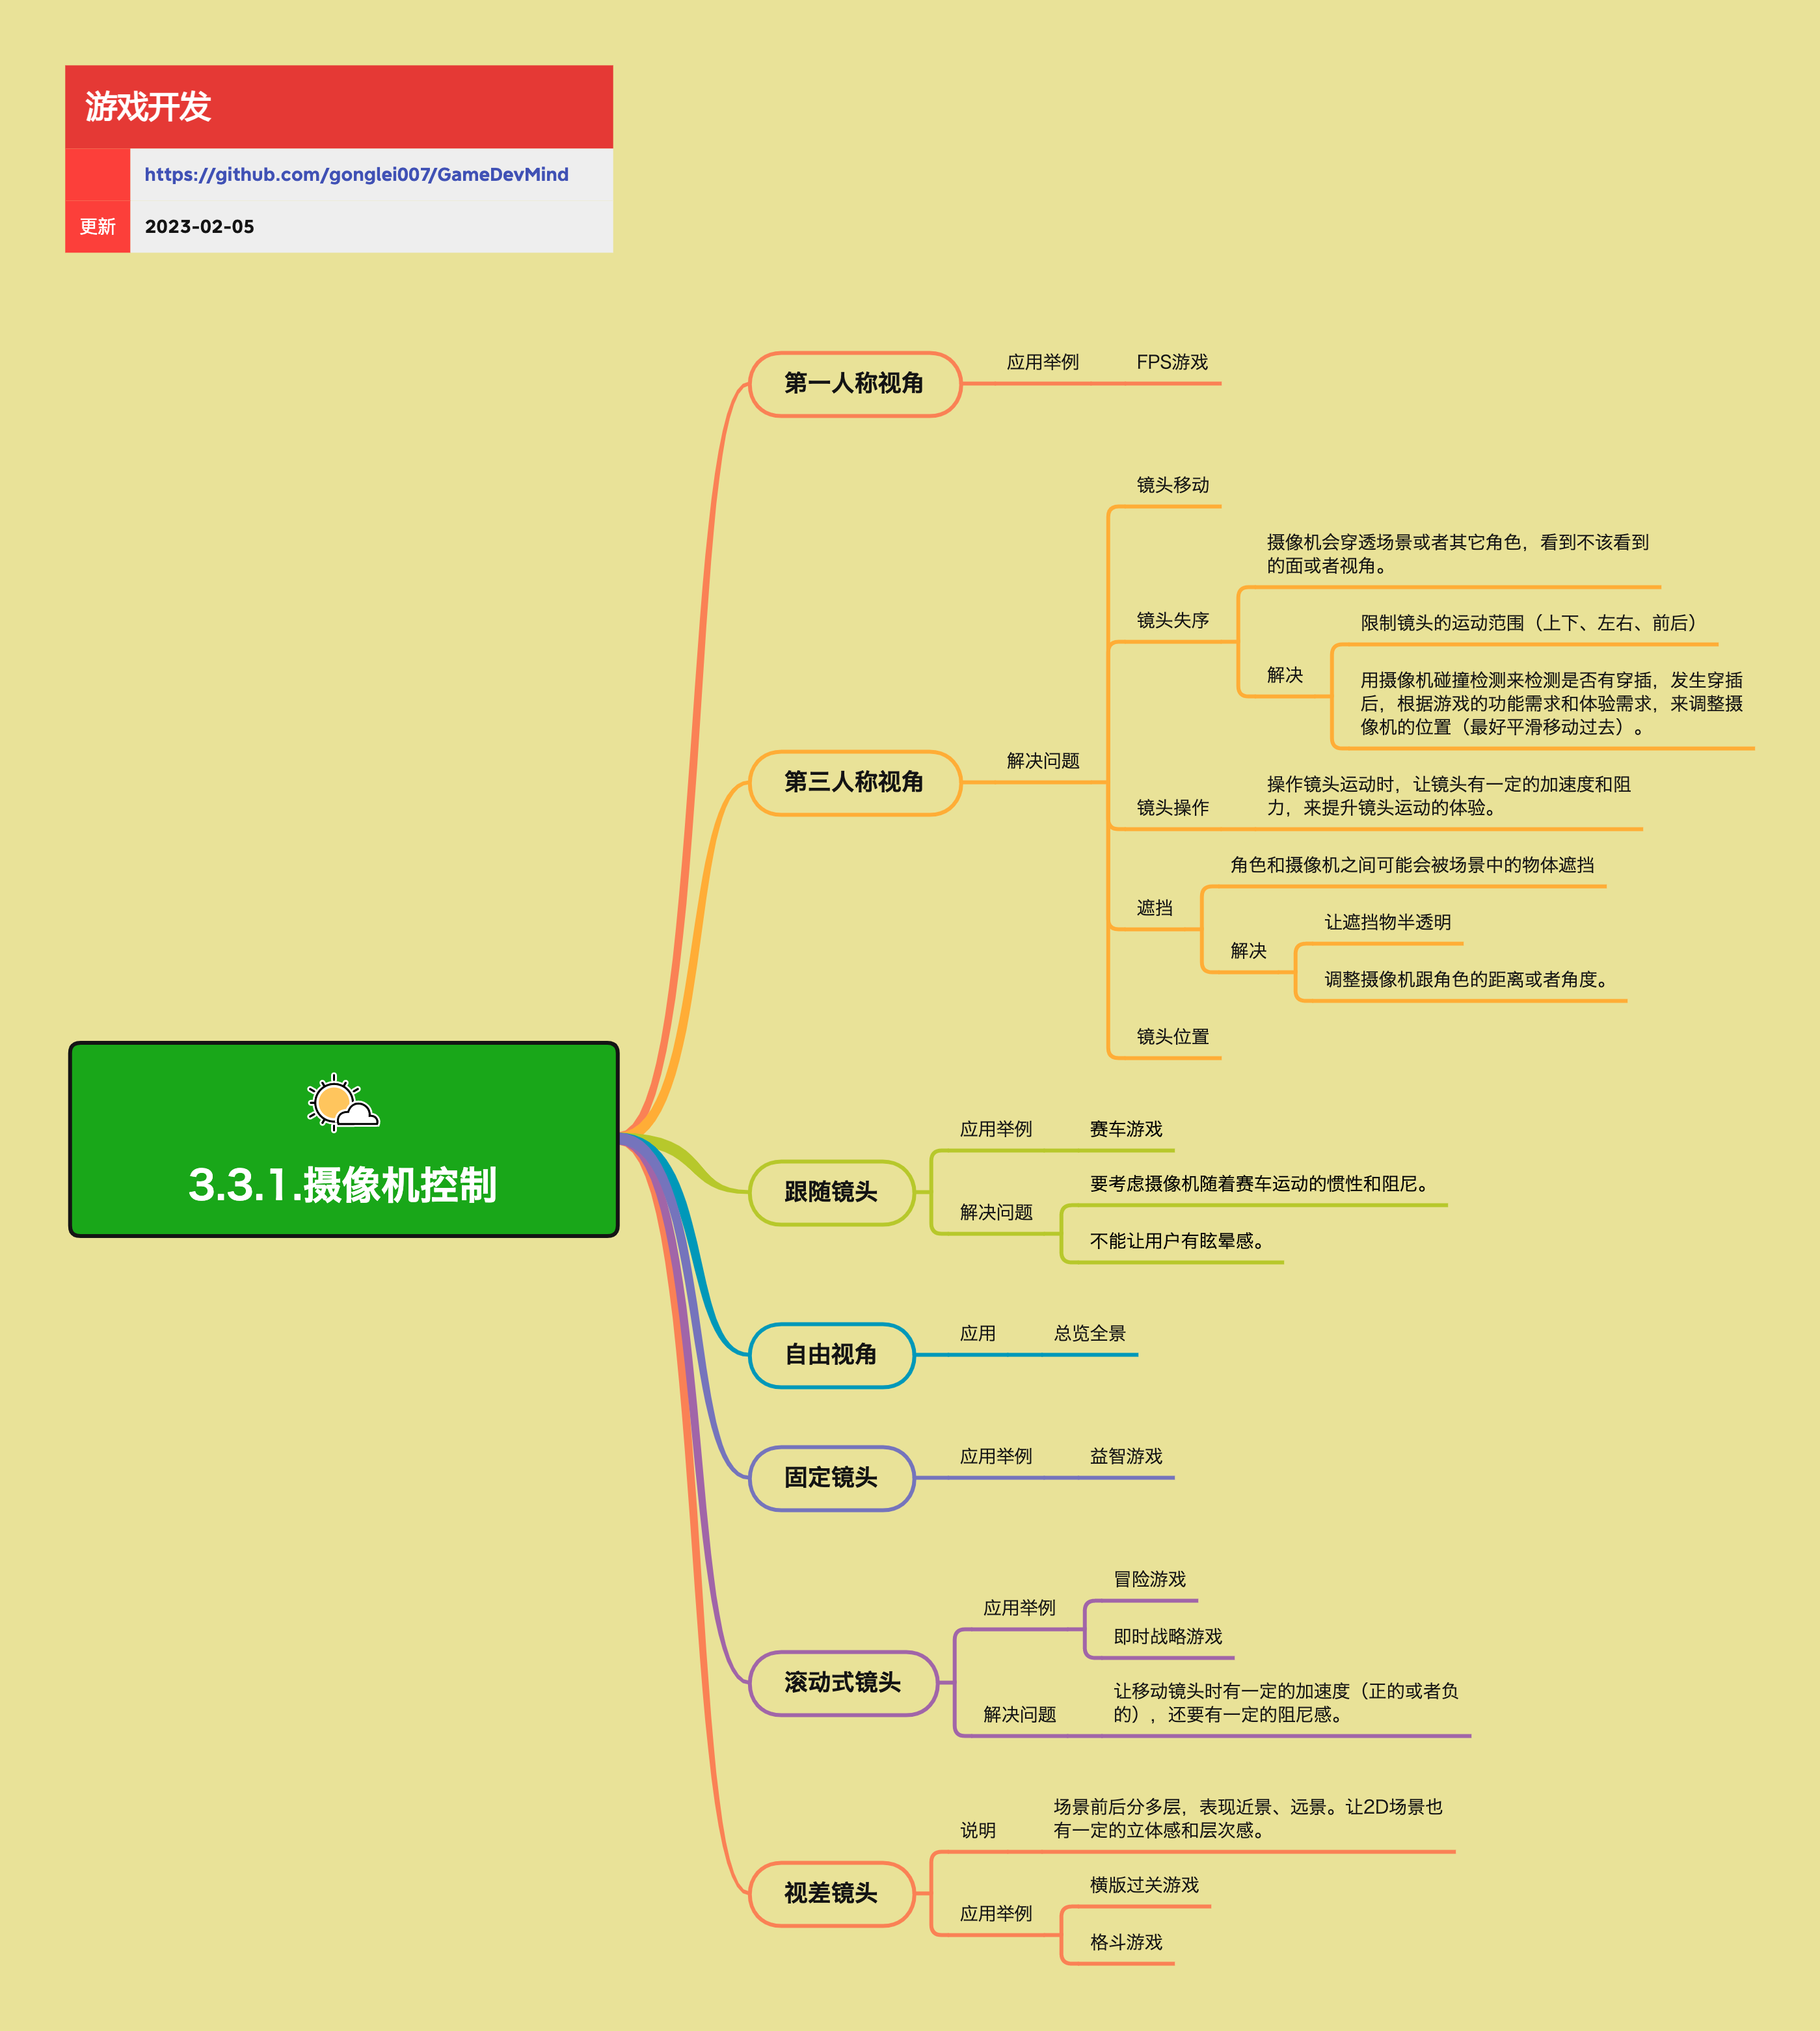 游戏开发
https://github.com/gonglei007/GameDevMind
更新
2023-02-05
3.3.1.摄像机控制
第一人称视角
应用举例
FPS游戏
第三人称视角
解决问题
镜头移动
镜头失序
摄像机会穿透场景或者其它角色，看到不该看到
的面或者视角。
解决
限制镜头的运动范围（上下、左右、前后）
用摄像机碰撞检测来检测是否有穿插，发生穿插
后，根据游戏的功能需求和体验需求，来调整摄
像机的位置（最好平滑移动过去）。
镜头操作
操作镜头运动时，让镜头有一定的加速度和阻
力，来提升镜头运动的体验。
遮挡
角色和摄像机之间可能会被场景中的物体遮挡
解决
让遮挡物半透明
调整摄像机跟角色的距离或者角度。
镜头位置
跟随镜头
应用举例
赛车游戏
解决问题
要考虑摄像机随着赛车运动的惯性和阻尼。
不能让用户有眩晕感。
自由视角
应用
总览全景
固定镜头
应用举例
益智游戏
滚动式镜头
应用举例
冒险游戏
即时战略游戏
解决问题
让移动镜头时有一定的加速度（正的或者负
的），还要有一定的阻尼感。
视差镜头
说明
场景前后分多层，表现近景、远景。让2D场景也
有一定的立体感和层次感。
应用举例
横版过关游戏
格斗游戏